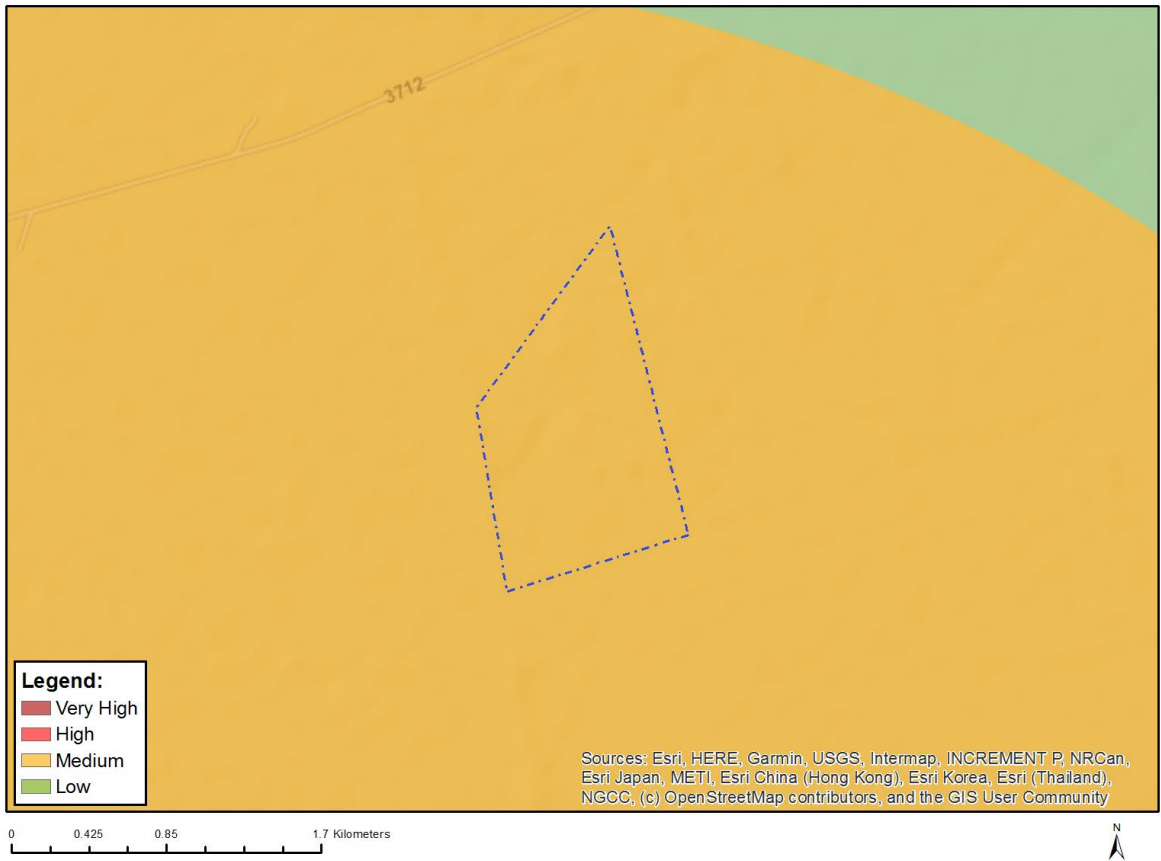 3712
Legend:
Very High
High
Medium
Low
Sources: Esri, HERE, Garmin, USGS, Intermap, INCREMENT P, NRCan,
Esri Japan, METI, Esri China (Hong Kong), Esri Korea, Esri (Thailand),
NGCC, (c) OpenStreetMap contributors, and the GIS User Community
0 0.425 0.85 1.7 Kilometers
N